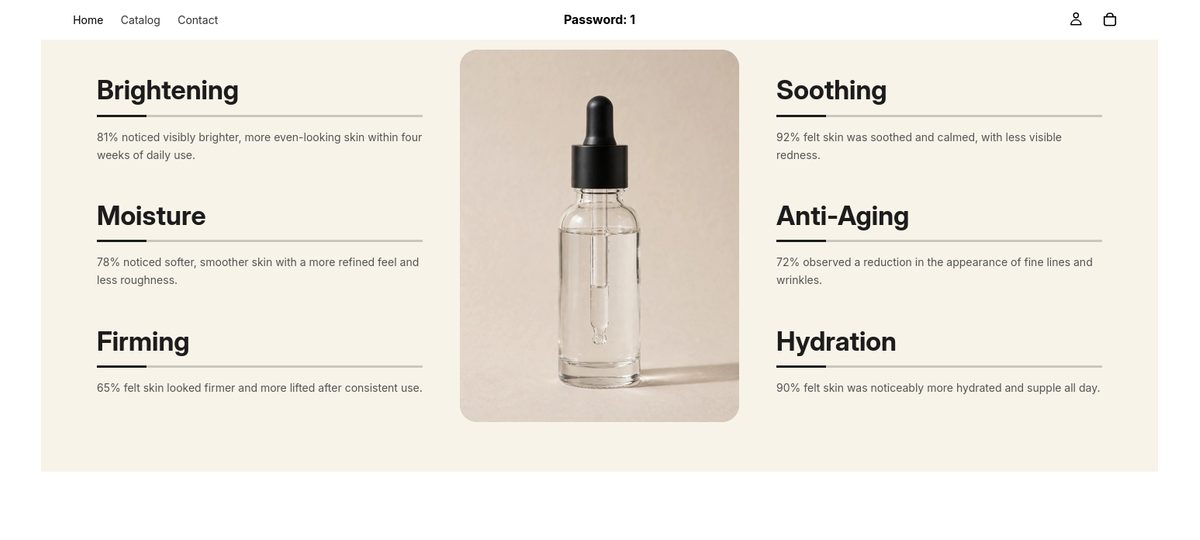 Home Catalog Contact Password: 1
Brightening
81% noticed visibly brighter, more even-looking skin within four
weeks of daily use.
Moisture
78% noticed softer, smoother skin with a more refined feel and
less roughness.
Firming
65% felt skin looked firmer and more lifted after consistent use.
Soothing
92% felt skin was soothed and calmed, with less visible
redness.
Anti-Aging
72% observed a reduction in the appearance of fine lines and
wrinkles.
Hydration
90% felt skin was noticeably more hydrated and supple all day.